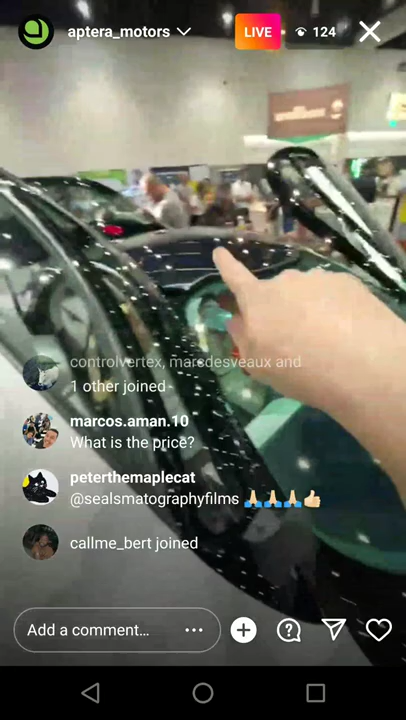 aptera_motors
LIVE
124
controlvertex, marcdesveaux and
1 other joined
marcos.aman.10
What is the price?
peterthemaplecat
@sealsmatographyfilms 🙏🏼🙏🏼🙏🏼👍🏼
callme_bert joined
Add a comment…